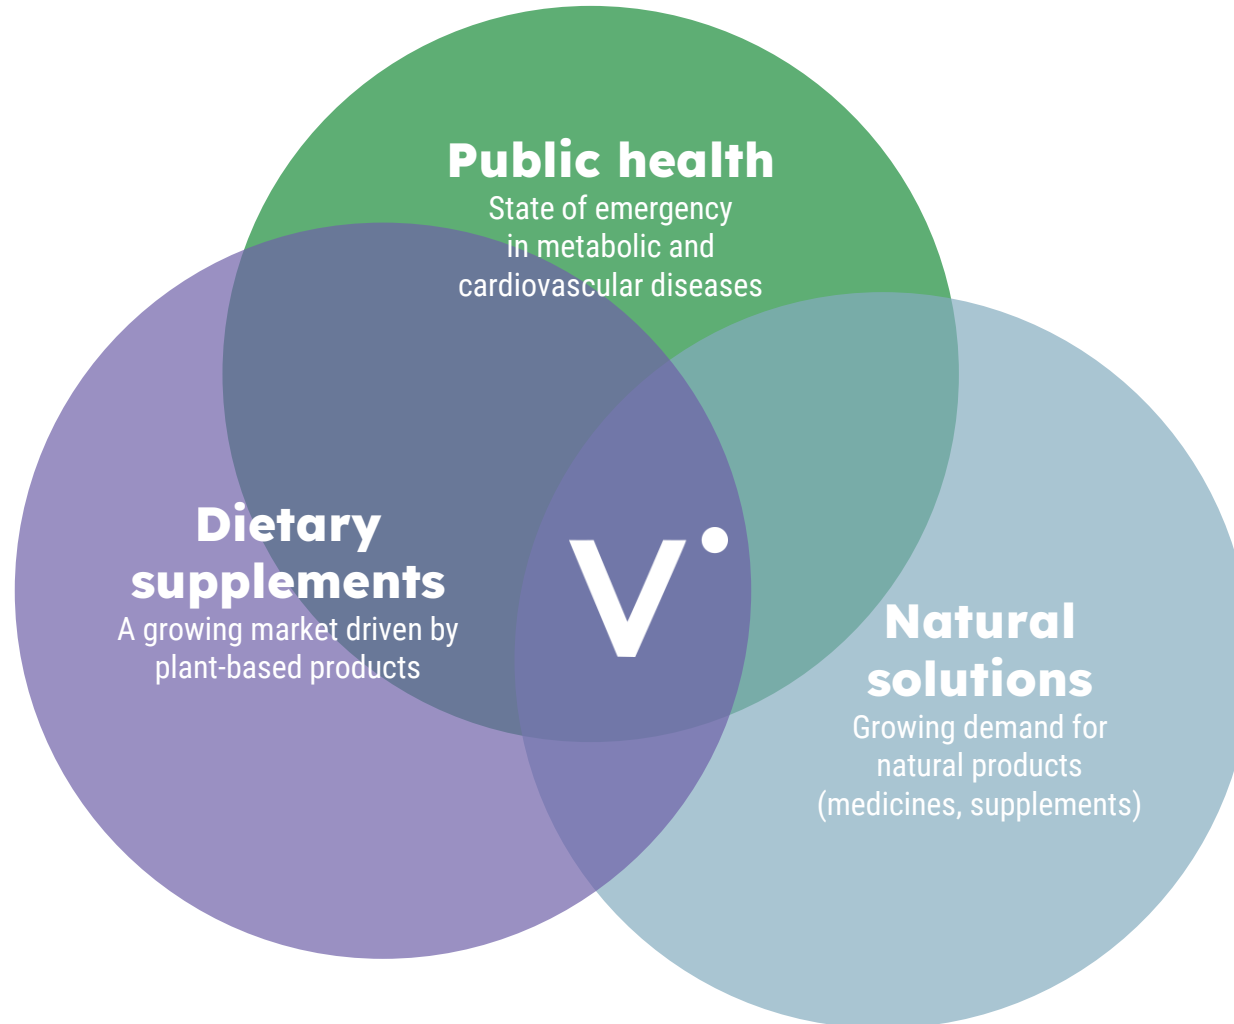 Public health
State of emergency
in metabolic and
cardiovascular diseases
Dietary
supplements
A growing market driven by
plant-based products
V
Natural
solutions
Growing demand for
natural products
(medicines, supplements)